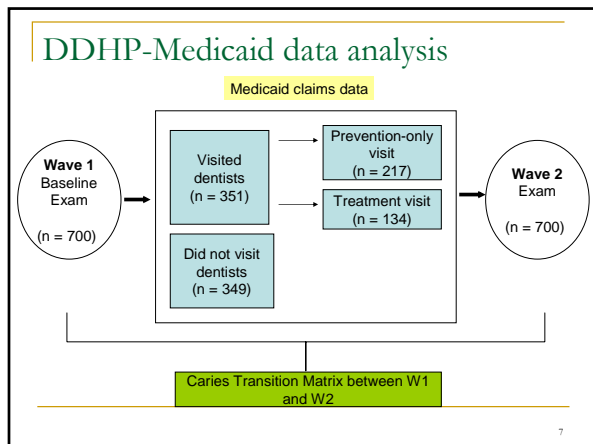 DDHP-Medicaid data analysis
Medicaid claims data
Wave 1
Baseline
Exam
(n = 700)
Visited
dentists
(n = 351)
Did not visit
dentists
(n = 349)
Prevention-only
visit
(n = 217)
Treatment visit
(n = 134)
Wave 2
Exam
(n = 700)
Caries Transition Matrix between W1
and W2
7